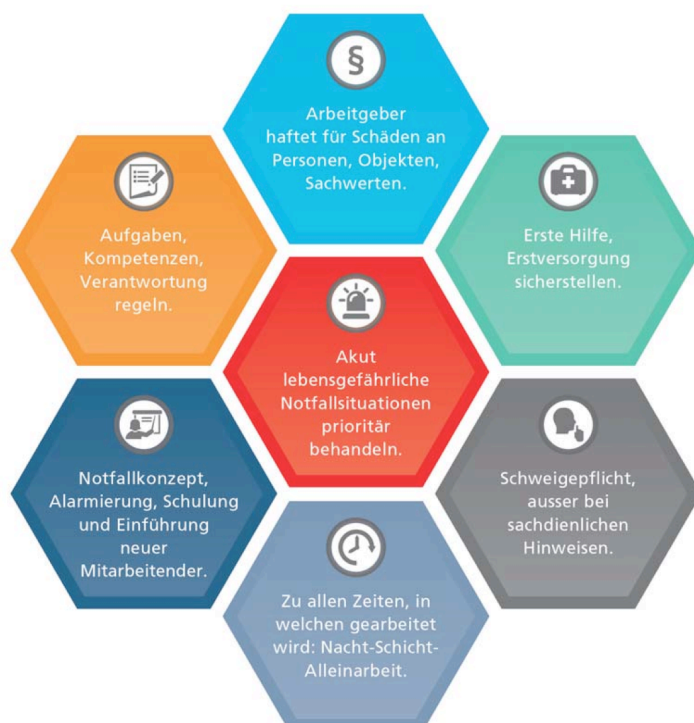 §
Arbeitgeber
haftet für Schäden an
Personen, Objekten,
Sachwerten.
Aufgaben,
Kompetenzen,
Verantwortung
regeln.
Erste Hilfe,
Erstversorgung
sicherstellen.
Akut
lebensgefährliche
Notfallsituationen
prioritär
behandeln.
Notfallkonzept,
Alarmierung, Schulung
und Einführung
neuer
Mitarbeitender.
Schweigepflicht,
ausser bei
sachdienlichen
Hinweisen.
Zu allen Zeiten, in
welchen gearbeitet
wird: Nacht-Schicht-
Alleinarbeit.